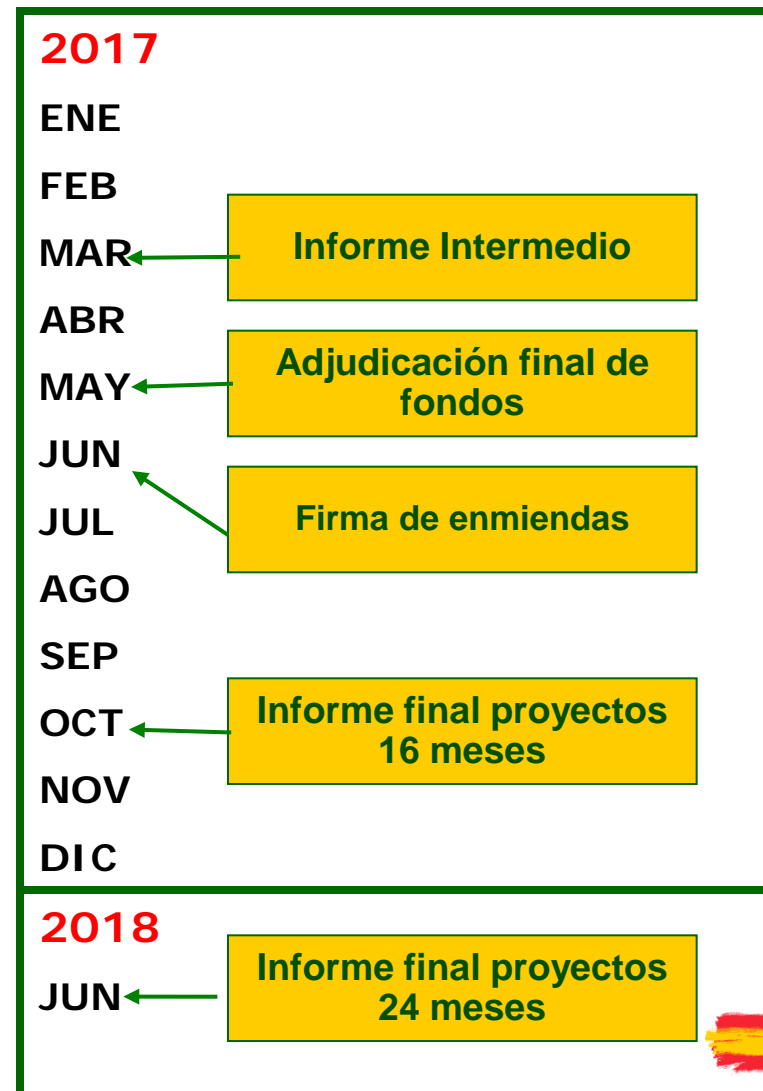 2017
ENE
FEB
MAR
Informe Intermedio
ABR
MAY
Adjudicación final de
fondos
JUN
JUL
Firma de enmiendas
AGO
SEP
OCT
Informe final proyectos
16 meses
NOV
DIC
2018
JUN
Informe final proyectos
24 meses